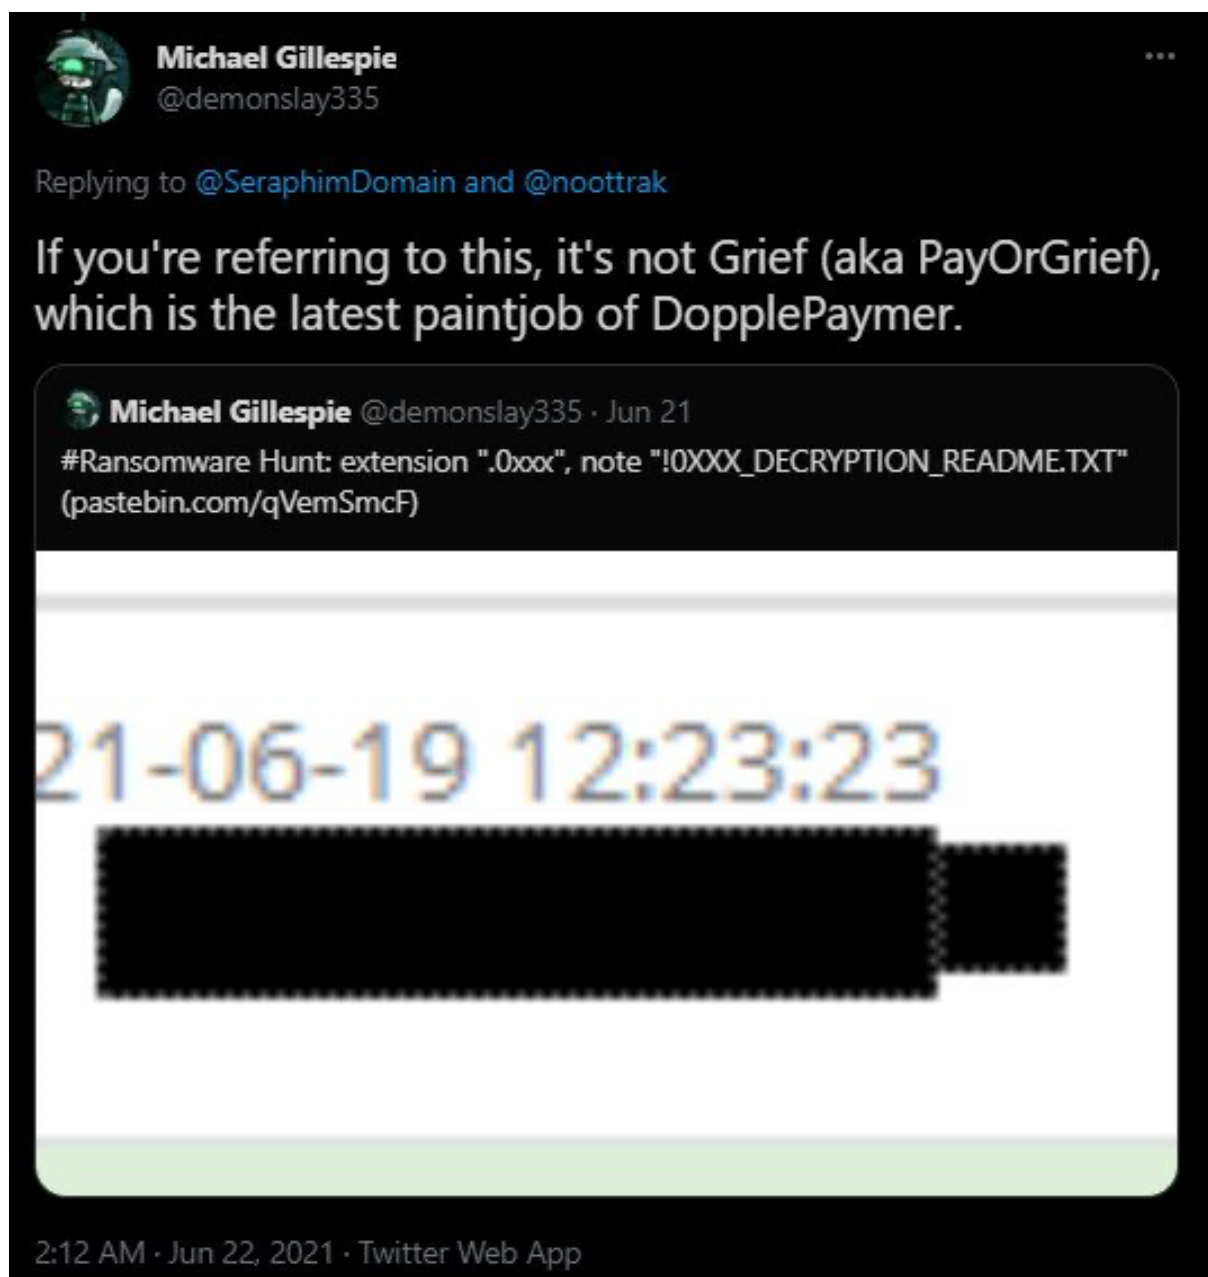 Michael Gillespie
@demonslay335
Replying to @SeraphimDomain and @noottrak
If you're referring to this, it's not Grief (aka PayOrGrief),
which is the latest paintjob of DopplePaymer.
Michael Gillespie @demonslay335 · Jun 21
#Ransomware Hunt: extension ".0xxx", note "!0XXX_DECRYPTION_README.TXT"
(pastebin.com/qVemSmcF)
21-06-19 12:23:23
2:12 AM · Jun 22, 2021 · Twitter Web App